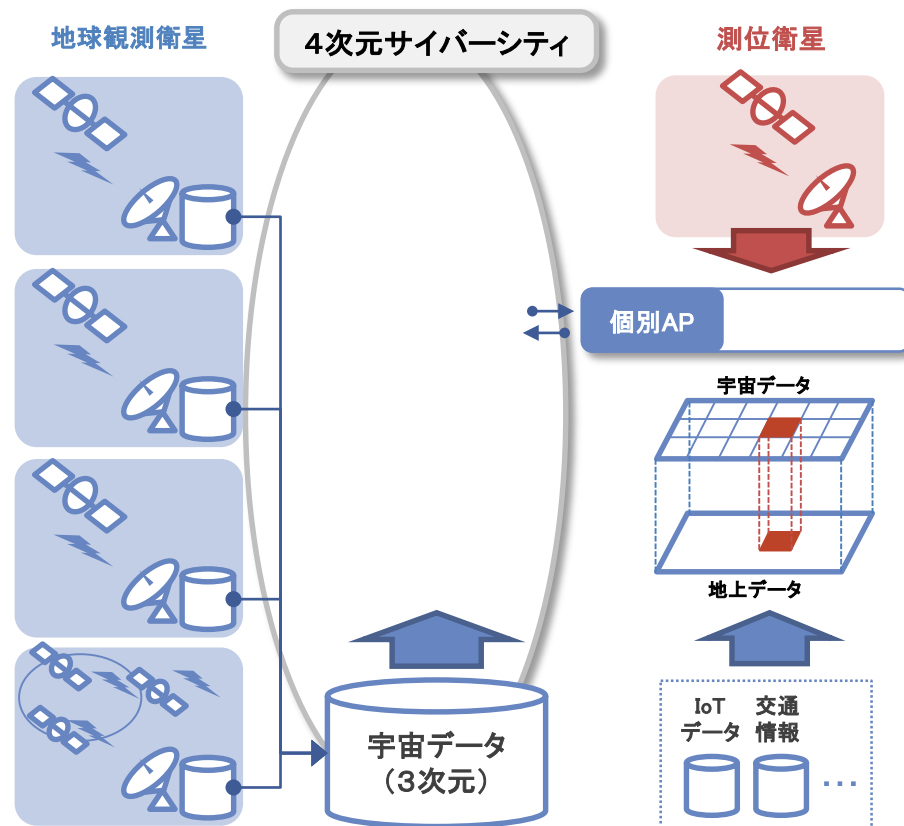 地球観測衛星
４次元サイバーシティ
測位衛星
個別AP
宇宙データ
地上データ
宇宙データ
（３次元）
IoT
データ
交通
情報
...